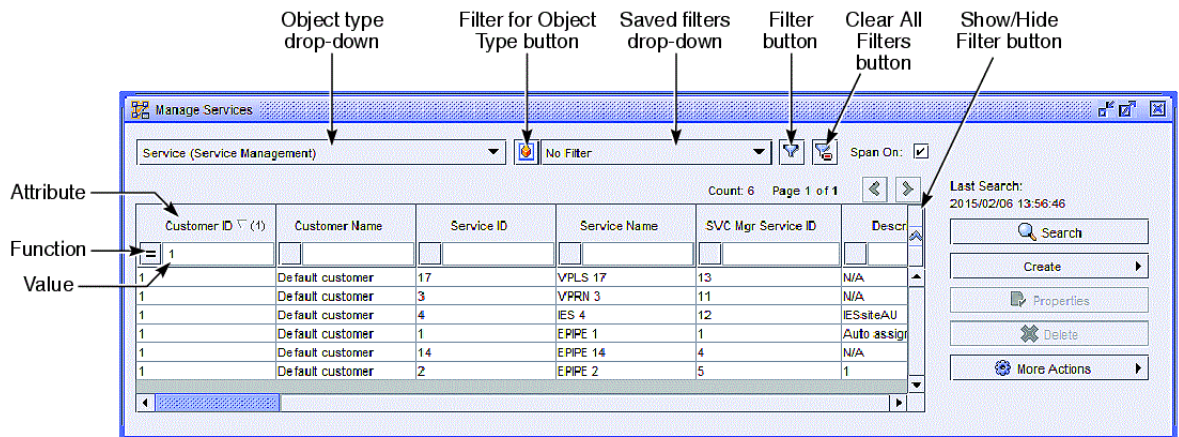 Object type
drop-down
Filter for Object
Type button
Saved filters
drop-down
Filter
button
Clear All
Filters
button
Show/Hide
Filter button
Manage Services
Service (Service Management)
No Filter
Span On:
Count: 6 Page 1 of 1
Attribute
Function
Value
Customer ID (1) Customer Name Service ID Service Name SVC Mgr Service ID Descri
= 1
1 Default customer 17 VPLS 17 13 N/A
1 Default customer 3 VPRN 3 11 N/A
1 Default customer 4 IES 4 12 IESsiteAU
1 Default customer 1 EPIPE 1 1 Auto assign
1 Default customer 14 EPIPE 14 4 N/A
1 Default customer 2 EPIPE 2 5 1
Last Search:
2015/02/06 13:56:46
Search
Create
Properties
Delete
More Actions